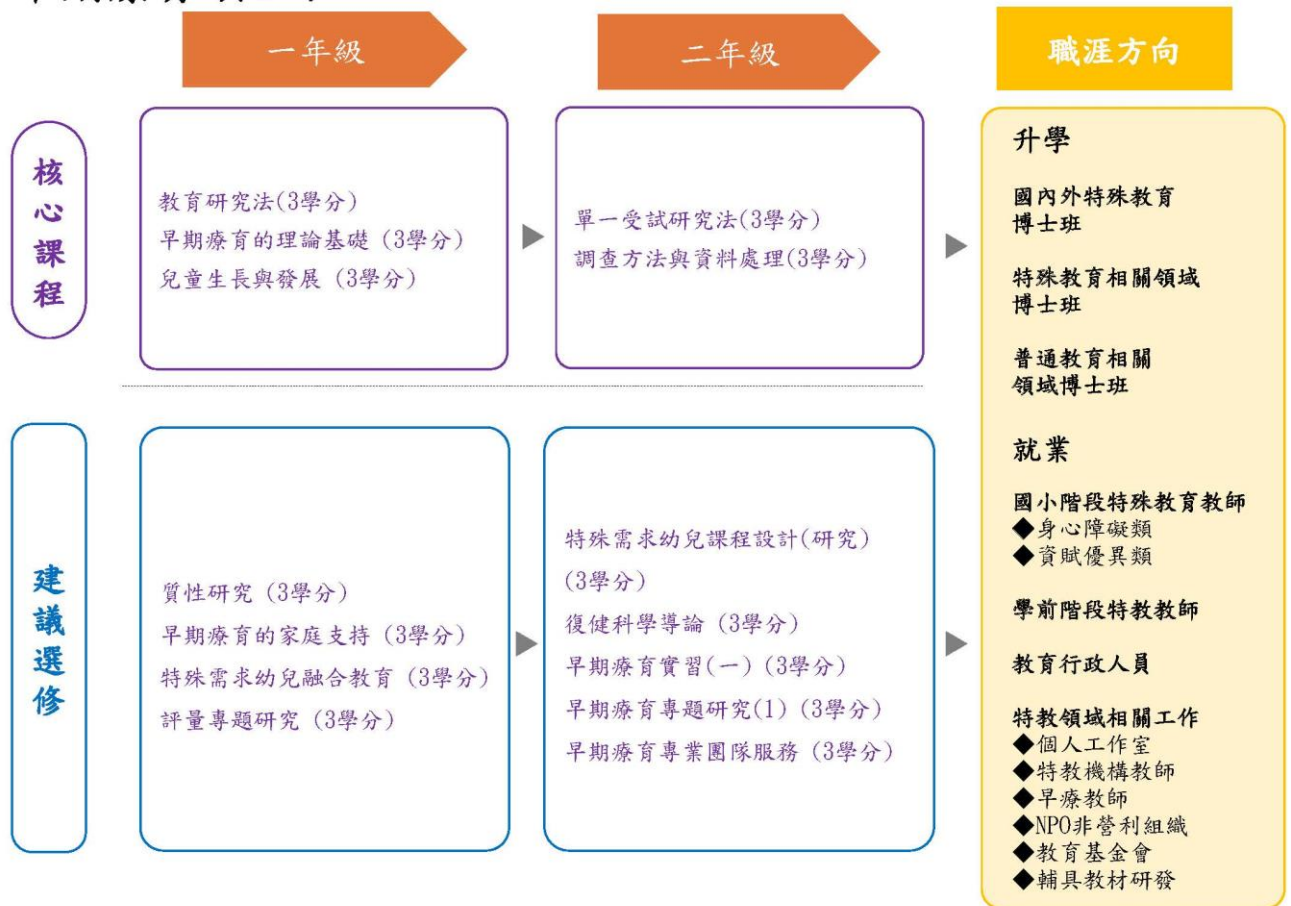 一年級
二年級
職涯方向
核心課程
教育研究法(3學分)
早期療育的理論基礎 (3學分)
兒童生長與發展 (3學分)
單一受試研究法(3學分)
調查方法與資料處理(3學分)
建議選修
質性研究 (3學分)
早期療育的家庭支持 (3學分)
特殊需求幼兒融合教育 (3學分)
評量專題研究 (3學分)
特殊需求幼兒課程設計(研究)
(3學分)
復健科學導論 (3學分)
早期療育實習(一) (3學分)
早期療育專題研究(1) (3學分)
早期療育專業團隊服務 (3學分)
升學
國內外特殊教育
博士班
特殊教育相關領域
博士班
普通教育相關
領域博士班
就業
國小階段特殊教育教師
◆身心障礙類
◆資賦優異類
學前階段特教教師
教育行政人員
特教領域相關工作
◆個人工作室
◆特教機構教師
◆早療教師
◆NPO非營利組織
◆教育基金會
◆輔具教材研發